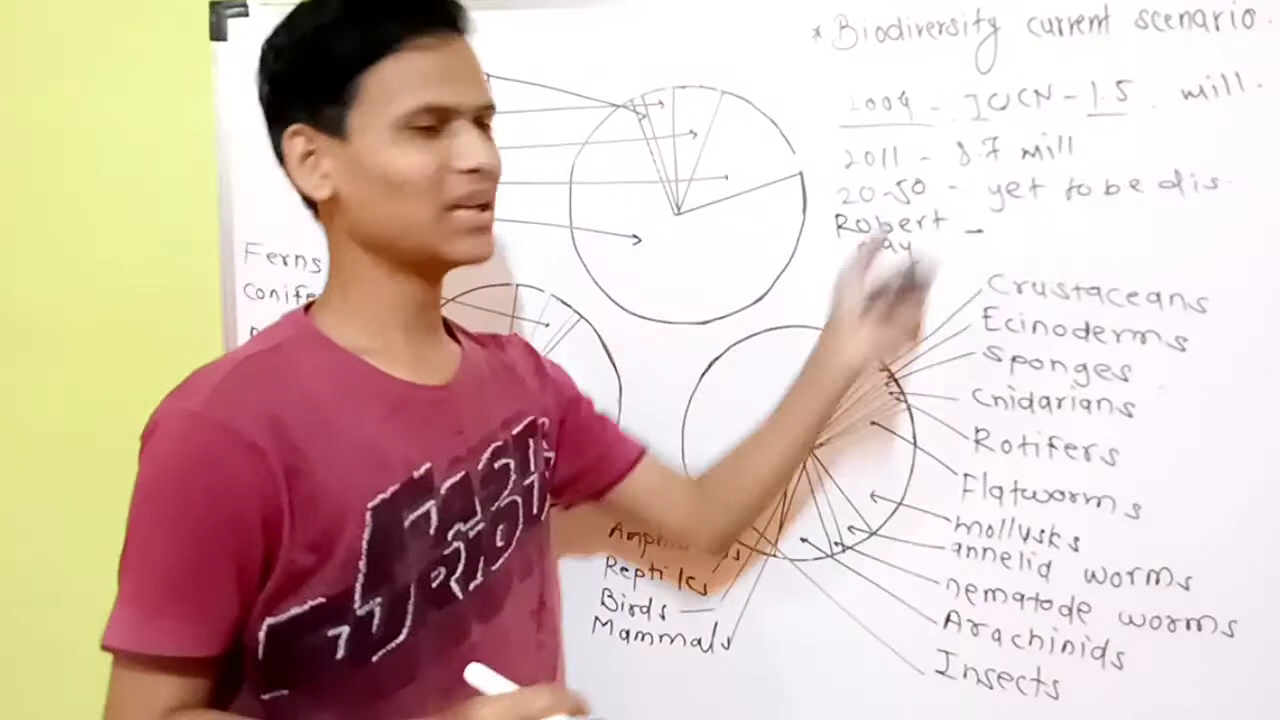 * Biodiversity current scenario.
2004 - IUCN - 1.5 mill.
2011 - 8.7 mill
20-50 - yet to be dis.
Robert -
Ferns
Crustaceans
Ecinoderms
sponges
cnidarians
Rotifers
Flatworms
mollusks
annelid worms
nematode worms
Arachinids
Insects
Reptiles
Birds —
Mammals